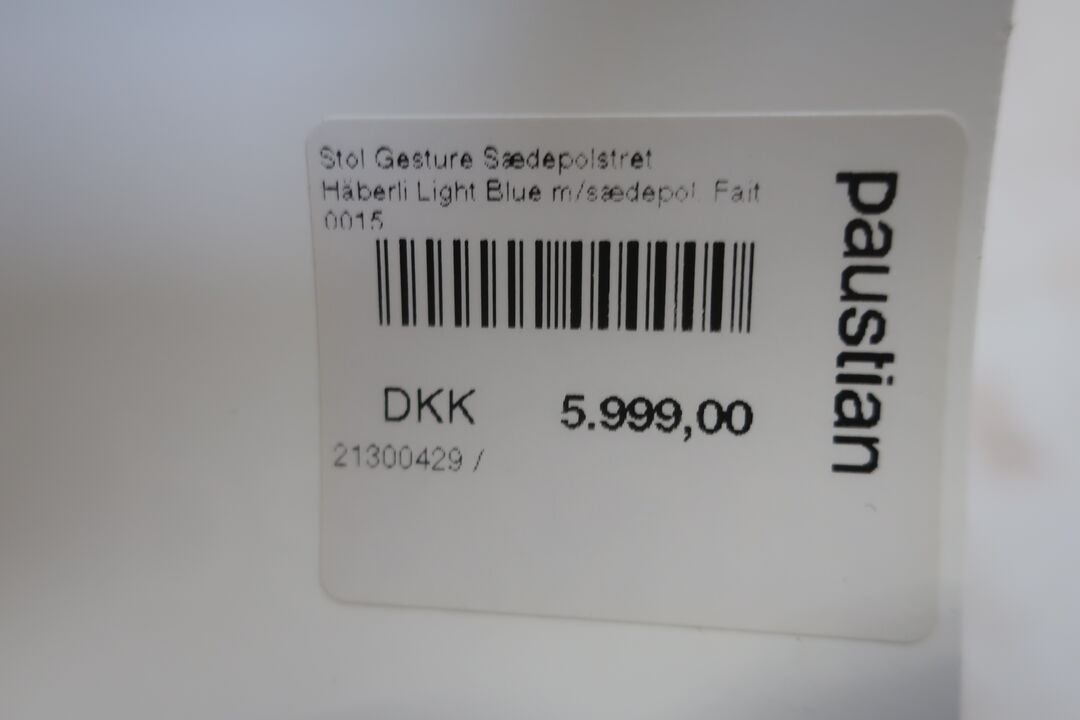 Stol Gesture Sædepolstret
Häberli Light Blue m/sædepol. Fait
0015
DKK 5.999,00
21300429 /
paustian